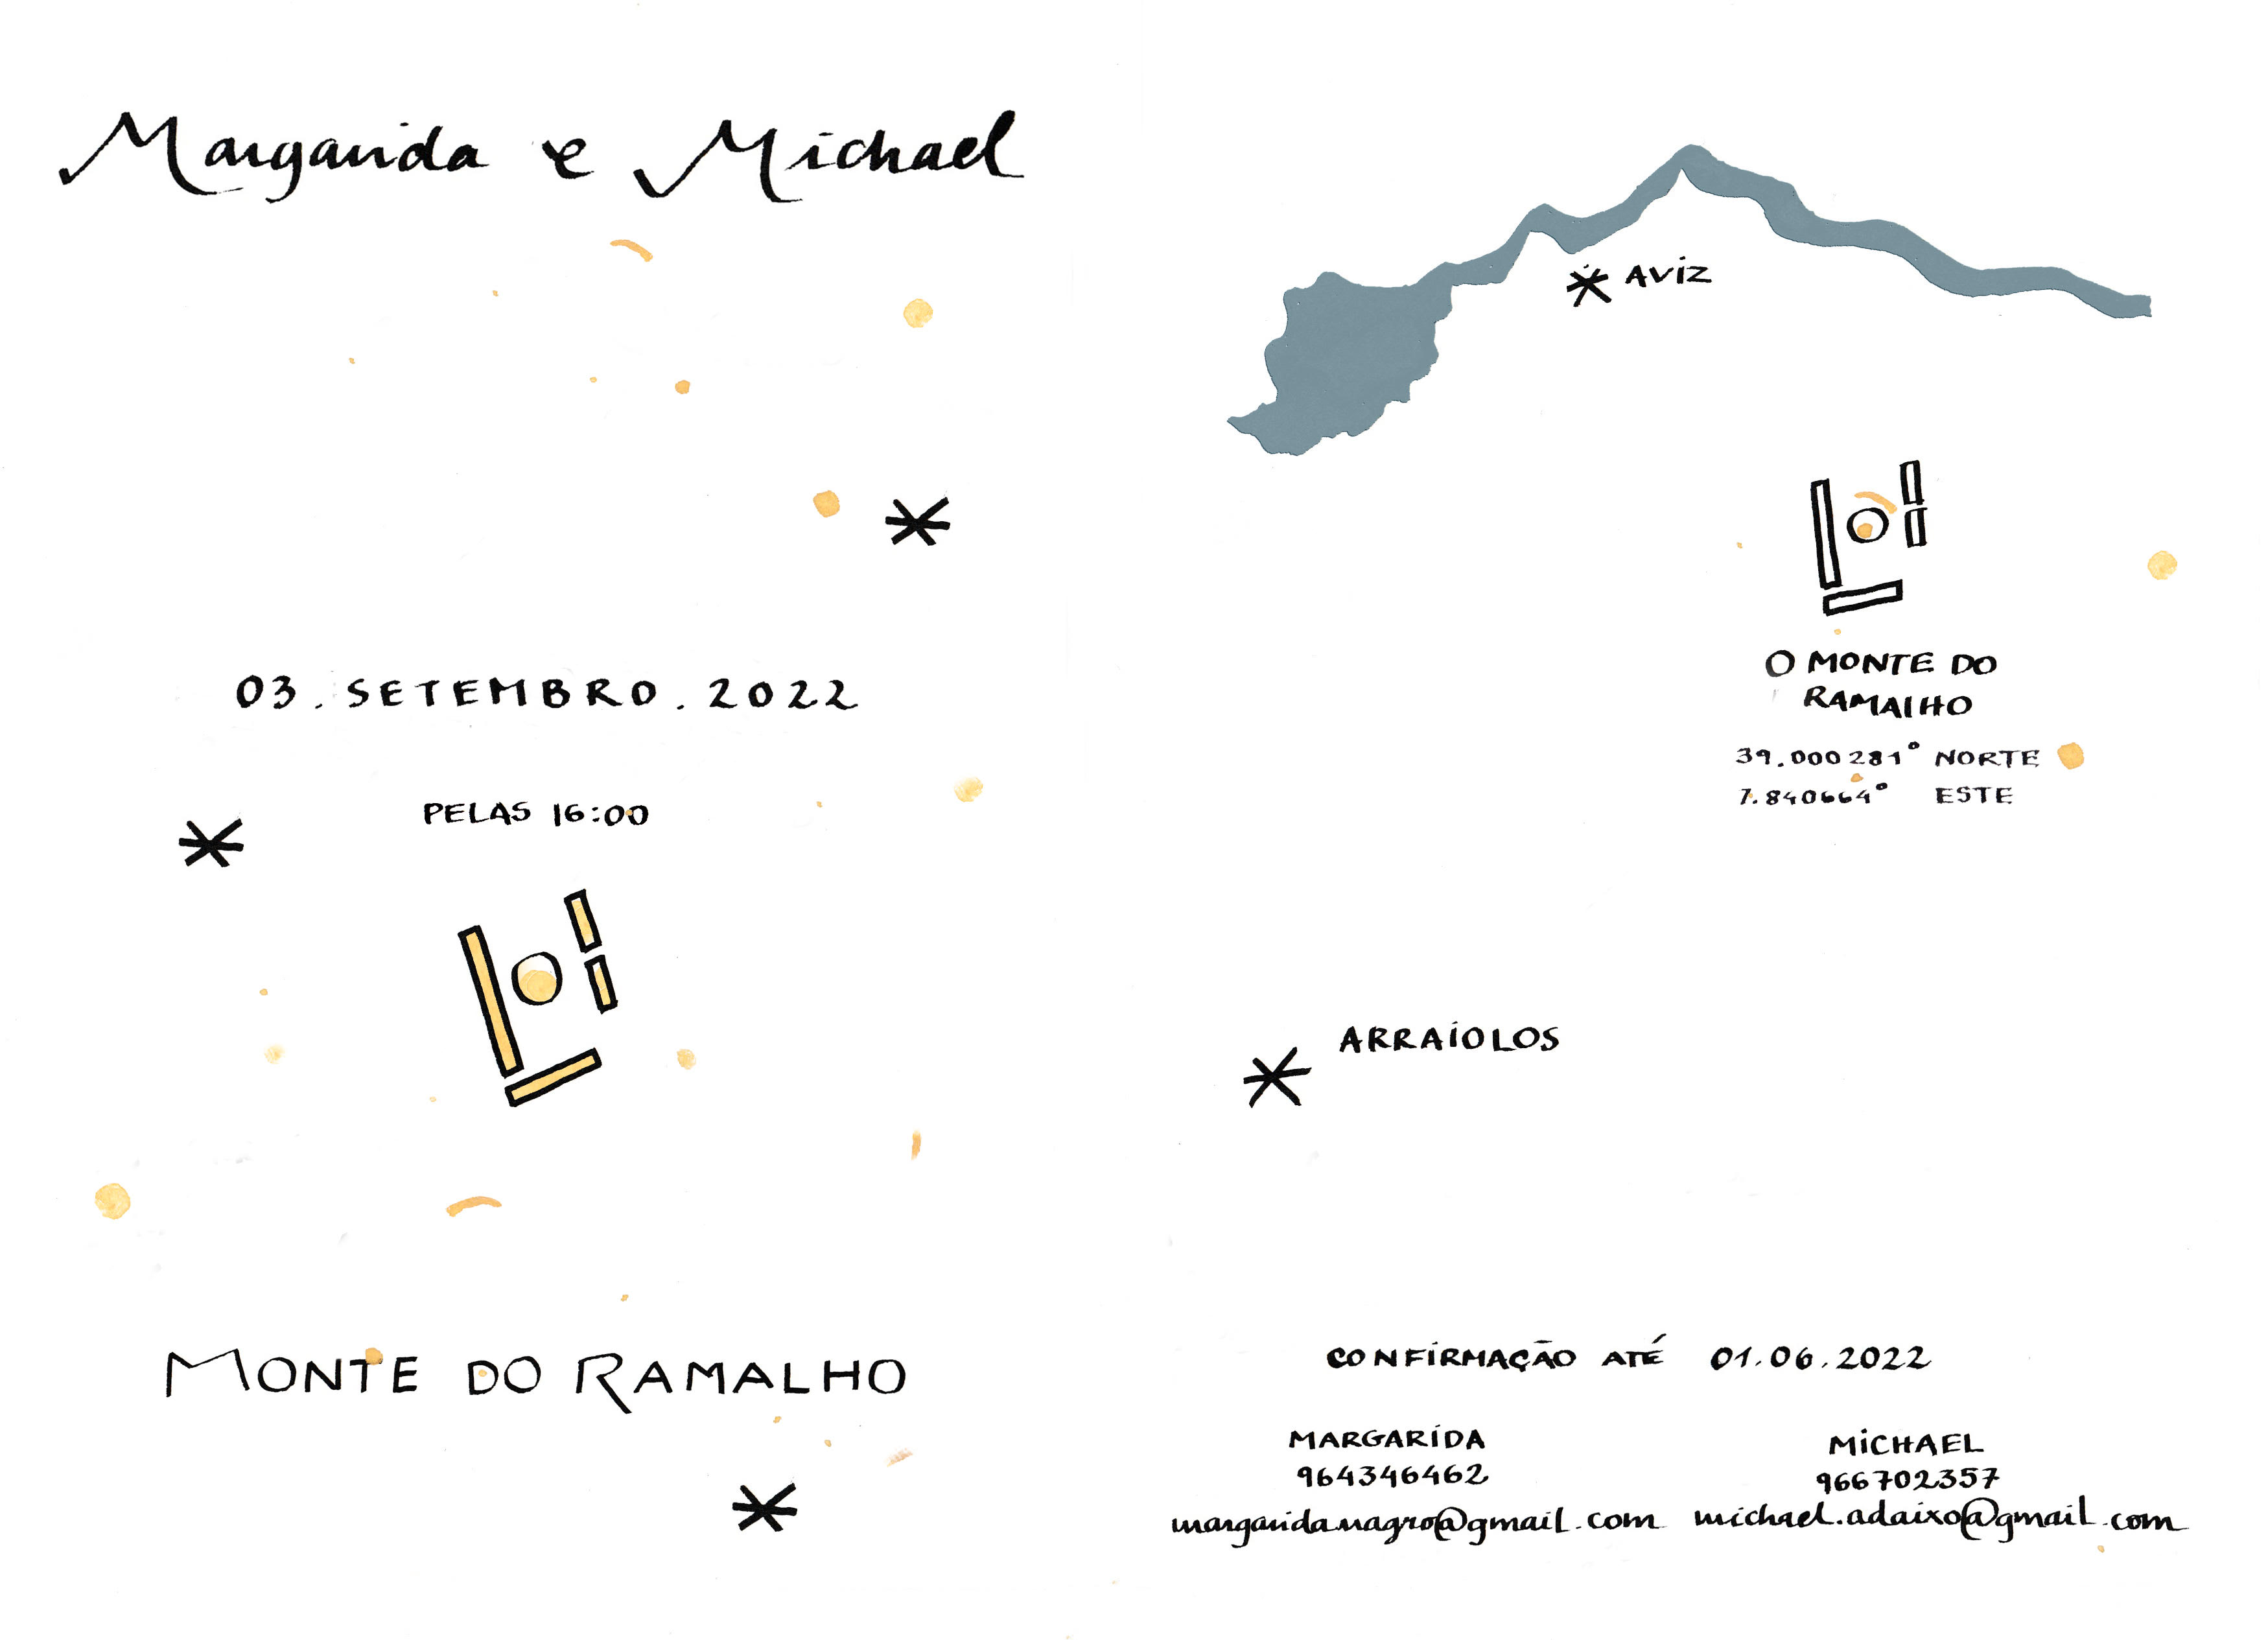 Margarida e Michael
03. SETEMBRO. 2022
PELAS 16:00
MONTE DO RAMALHO
AVIZ
O MONTE DO
RAMALHO
39.000281° NORTE
7.840664° ESTE
ARRAIOLOS
CONFIRMAÇÃO ATÉ 01.06.2022
MARGARIDA
964346462
margaridanagro@gmail.com
MICHAEL
966702357
michael.adaixo@gmail.com